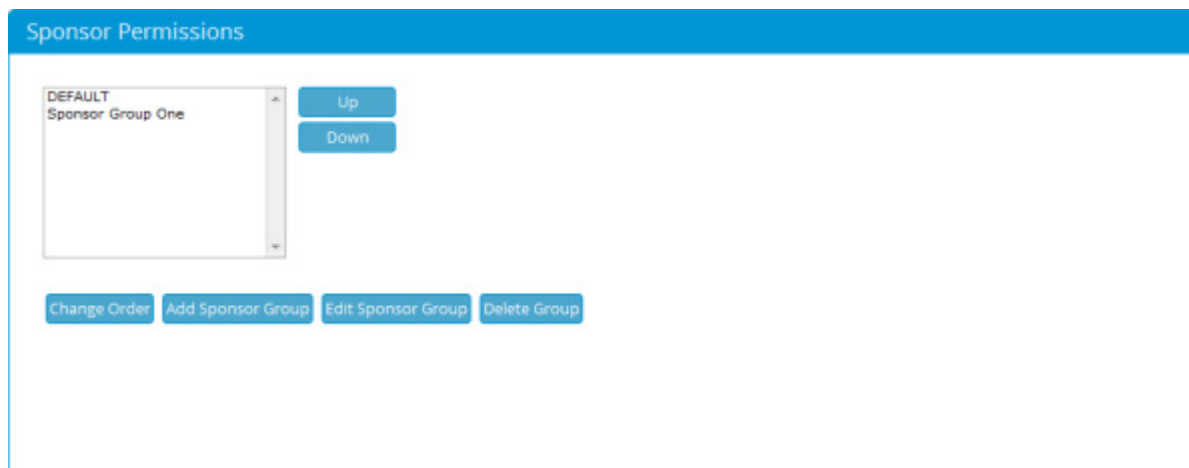 Sponsor Permissions
DEFAULT
Sponsor Group One
Up
Down
Change Order Add Sponsor Group Edit Sponsor Group Delete Group